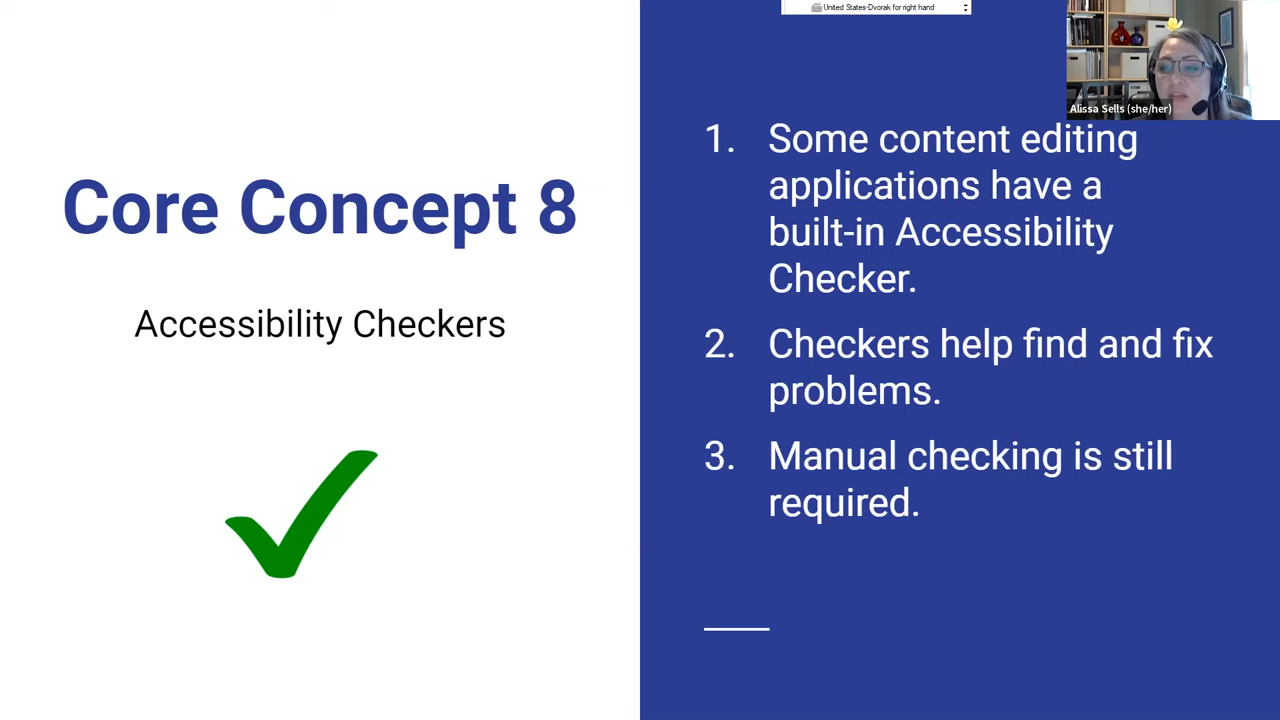 United States-Dvorak for right hand
Alissa Sells (she/her)
Core Concept 8
Accessibility Checkers
1. Some content editing
applications have a
built-in Accessibility
Checker.
2. Checkers help find and fix
problems.
3. Manual checking is still
required.